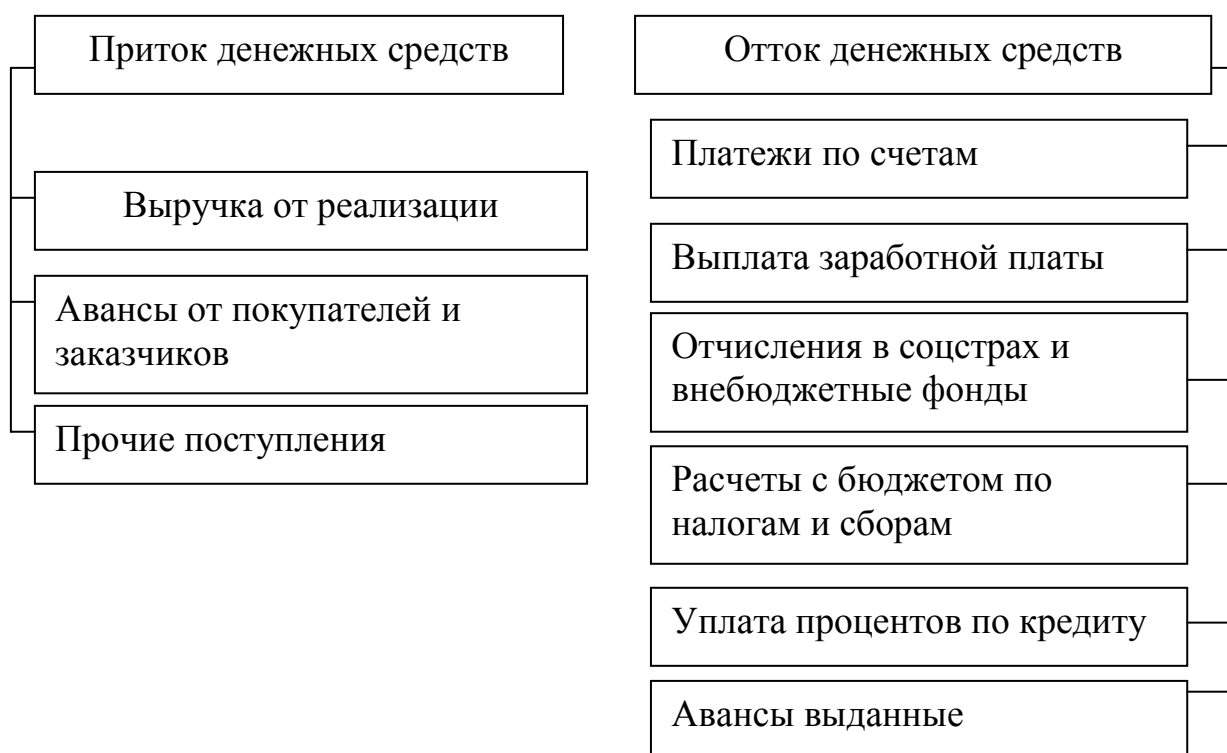 Приток денежных средств
Выручка от реализации
Авансы от покупателей и
заказчиков
Прочие поступления
Отток денежных средств
Платежи по счетам
Выплата заработной платы
Отчисления в соцстрах и
внебюджетные фонды
Расчеты с бюджетом по
налогам и сборам
Уплата процентов по кредиту
Авансы выданные